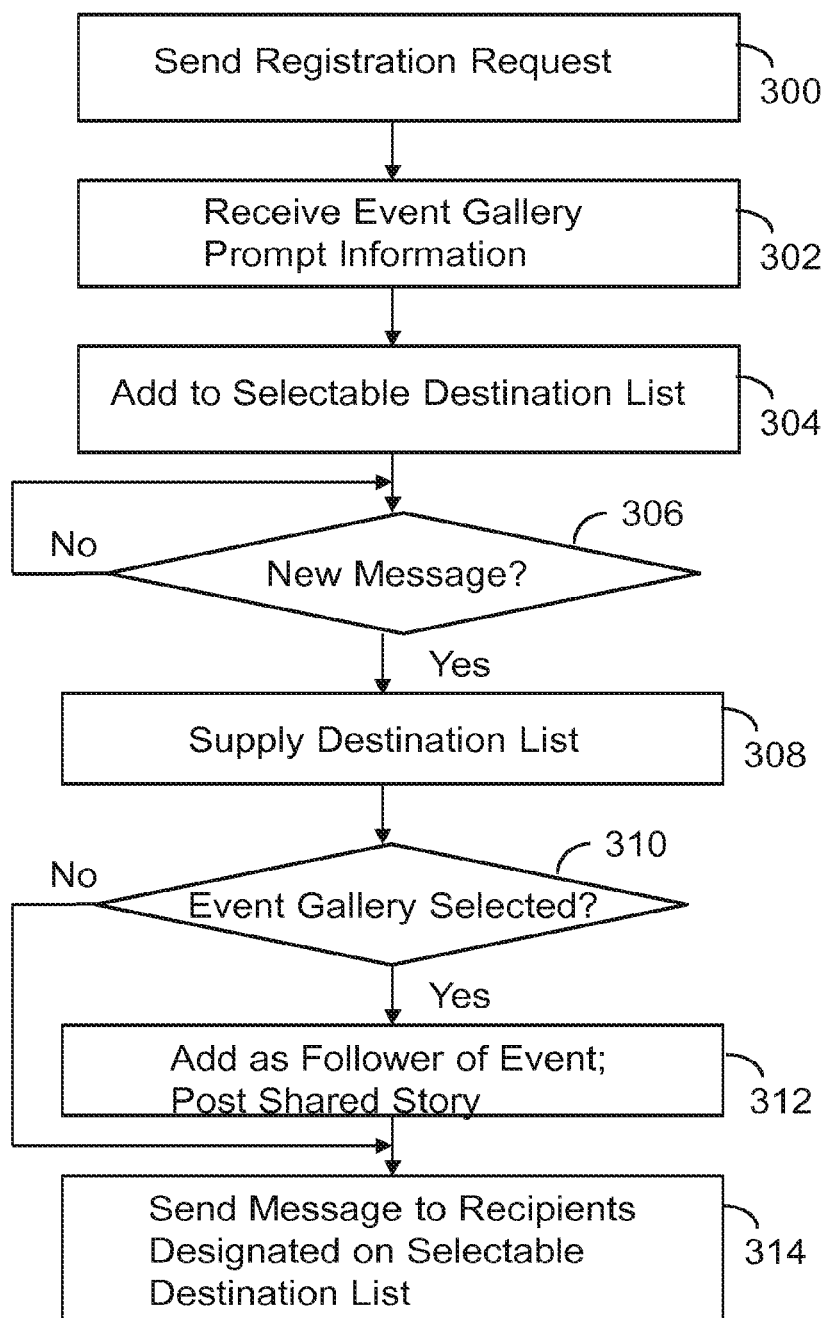 Send Registration Request
300
Receive Event Gallery
Prompt Information
302
Add to Selectable Destination List
304
306
No
New Message?
Yes
Supply Destination List
308
310
No
Event Gallery Selected?
Yes
Add as Follower of Event;
Post Shared Story
312
Send Message to Recipients
Designated on Selectable
Destination List
314